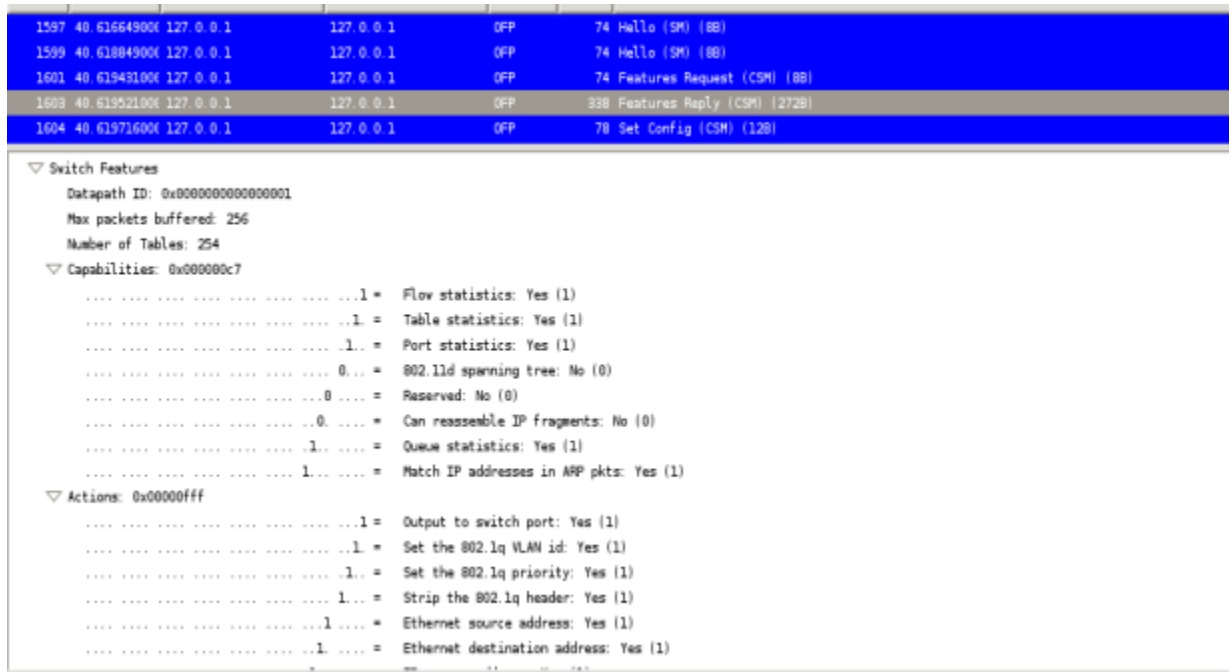 1597 40.616649000 127.0.0.1 127.0.0.1 OFP 74 Hello (SM) (8B)
1599 40.618849000 127.0.0.1 127.0.0.1 OFP 74 Hello (SM) (8B)
1601 40.619431000 127.0.0.1 127.0.0.1 OFP 74 Features Request (CSM) (8B)
1603 40.619521000 127.0.0.1 127.0.0.1 OFP 338 Features Reply (CSM) (272B)
1604 40.619716000 127.0.0.1 127.0.0.1 OFP 78 Set Config (CSM) (12B)
Switch Features
Datapath ID: 0x0000000000000001
Max packets buffered: 256
Number of Tables: 254
Capabilities: 0x000000c7
.... .... .... .... .... .... .... ...1 = Flow statistics: Yes (1)
.... .... .... .... .... .... .... ..1. = Table statistics: Yes (1)
.... .... .... .... .... .... .... .1.. = Port statistics: Yes (1)
.... .... .... .... .... .... .... 0... = 802.11d spanning tree: No (0)
.... .... .... .... .... .... ...0 .... = Reserved: No (0)
.... .... .... .... .... .... ..0. .... = Can reassemble IP fragments: No (0)
.... .... .... .... .... .... .1.. .... = Queue statistics: Yes (1)
.... .... .... .... .... .... 1... .... = Match IP addresses in ARP pkts: Yes (1)
Actions: 0x00000fff
.... .... .... .... .... .... .... ...1 = Output to switch port: Yes (1)
.... .... .... .... .... .... .... ..1. = Set the 802.1q VLAN id: Yes (1)
.... .... .... .... .... .... .... .1.. = Set the 802.1q priority: Yes (1)
.... .... .... .... .... .... .... 1... = Strip the 802.1q header: Yes (1)
.... .... .... .... .... .... ...1 .... = Ethernet source address: Yes (1)
.... .... .... .... .... .... ..1. .... = Ethernet destination address: Yes (1)